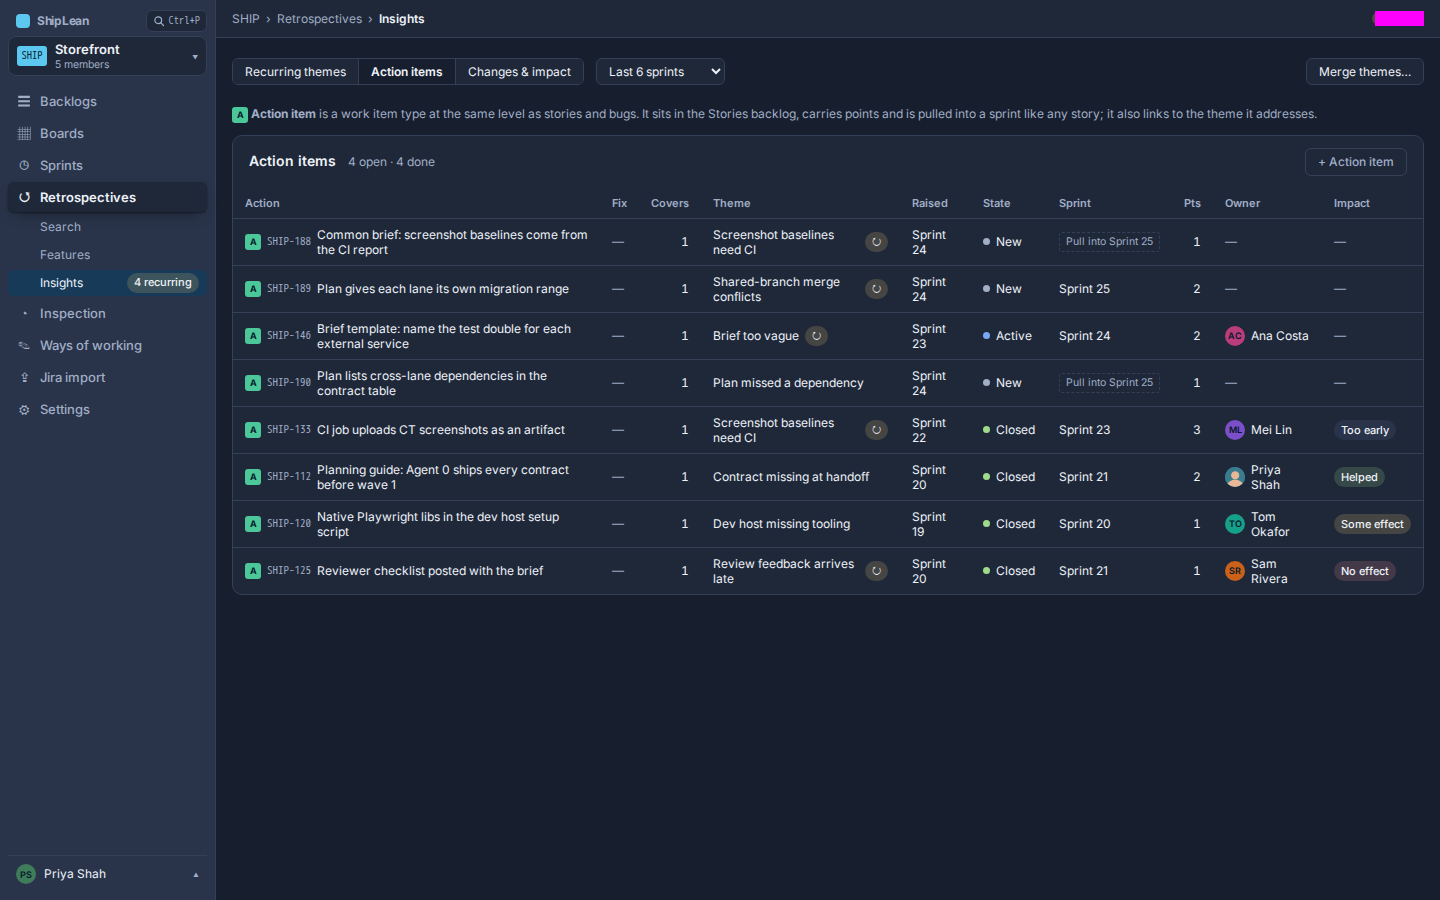 ShipLean
Ctrl+P
SHIP
Storefront
5 members
Backlogs
Boards
Sprints
Retrospectives
Search
Features
Insights
4 recurring
Inspection
Ways of working
Jira import
Settings
PS
Priya Shah
SHIP › Retrospectives › Insights
Recurring themes
Action items
Changes & impact
Last 6 sprints
Merge themes...
A Action item is a work item type at the same level as stories and bugs. It sits in the Stories backlog, carries points and is pulled into a sprint like any story; it also links to the theme it addresses.
Action items 4 open · 4 done
+ Action item
Action Fix Covers Theme Raised State Sprint Pts Owner Impact
A SHIP-188 Common brief: screenshot baselines come from the CI report — 1 Screenshot baselines need CI Sprint 24 New Pull into Sprint 25 1 — —
A SHIP-189 Plan gives each lane its own migration range — 1 Shared-branch merge conflicts Sprint 24 New Sprint 25 2 — —
A SHIP-146 Brief template: name the test double for each external service — 1 Brief too vague Sprint 23 Active Sprint 24 2 AC Ana Costa —
A SHIP-190 Plan lists cross-lane dependencies in the contract table — 1 Plan missed a dependency Sprint 24 New Pull into Sprint 25 1 — —
A SHIP-133 CI job uploads CT screenshots as an artifact — 1 Screenshot baselines need CI Sprint 22 Closed Sprint 23 3 ML Mei Lin Too early
A SHIP-112 Planning guide: Agent 0 ships every contract before wave 1 — 1 Contract missing at handoff Sprint 20 Closed Sprint 21 2 Priya Shah Helped
A SHIP-120 Native Playwright libs in the dev host setup script — 1 Dev host missing tooling Sprint 19 Closed Sprint 20 1 TO Tom Okafor Some effect
A SHIP-125 Reviewer checklist posted with the brief — 1 Review feedback arrives late Sprint 20 Closed Sprint 21 1 SR Sam Rivera No effect